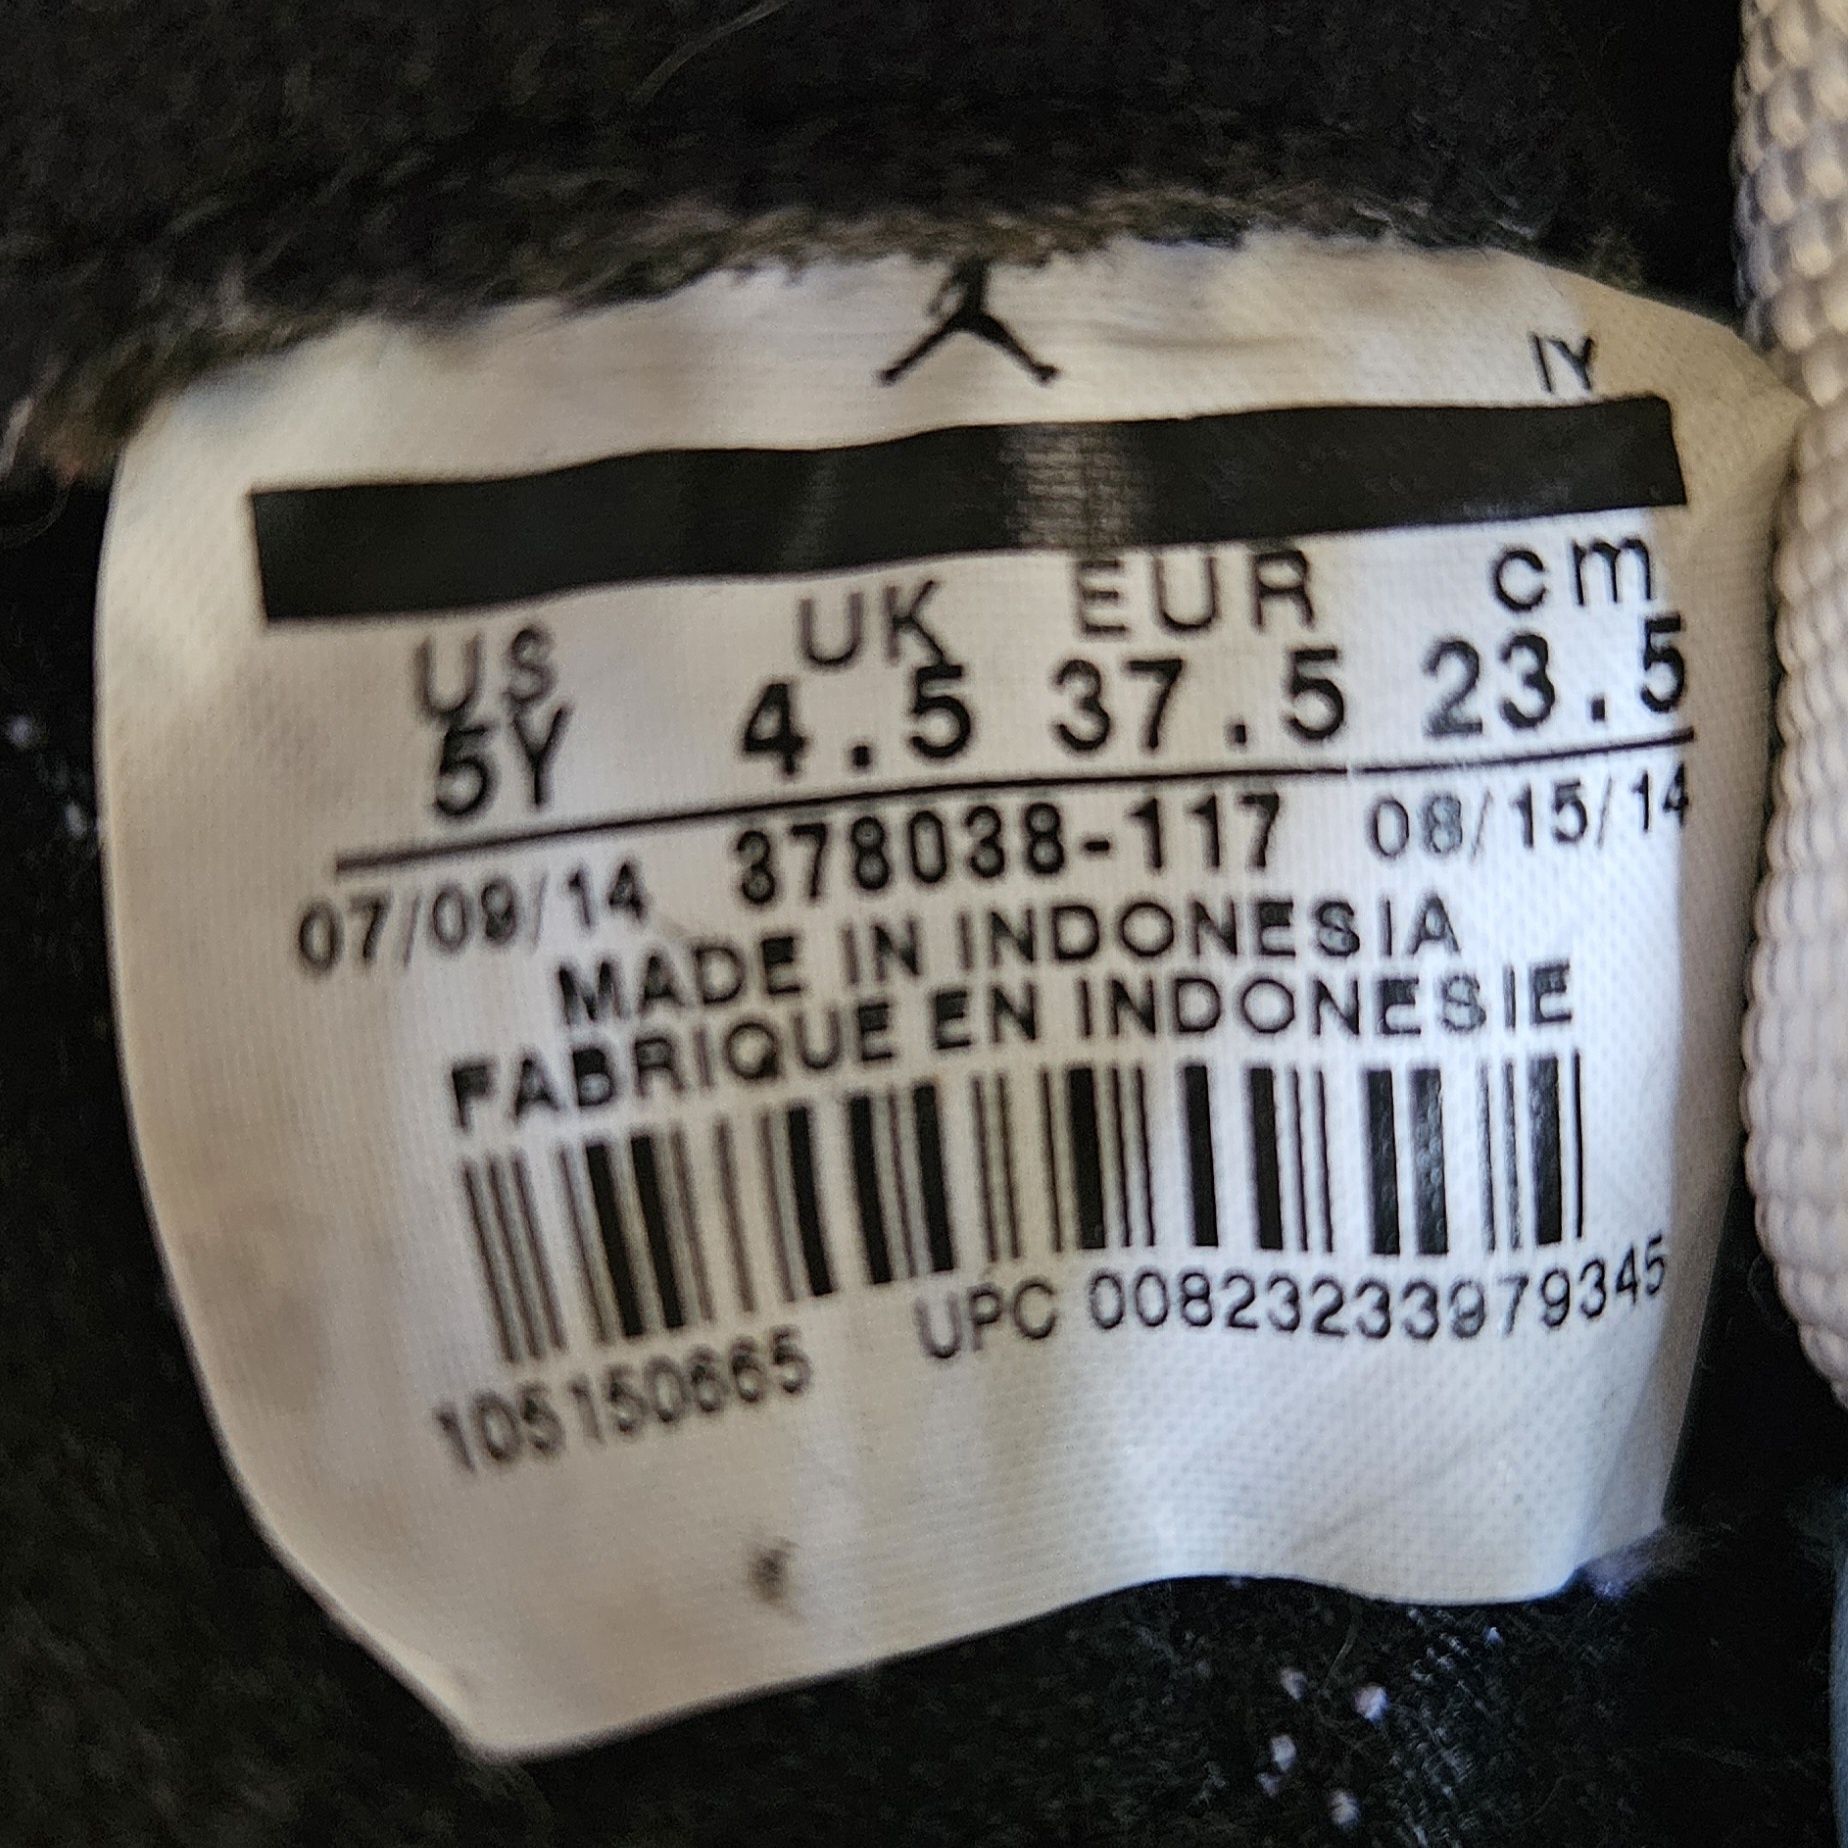 IY
US UK EUR cm
5Y 4.5 37.5 23.5
07/09/14 378038-117 08/15/14
MADE IN INDONESIA
FABRIQUE EN INDONESIE
UPC 00823233979345
105150665